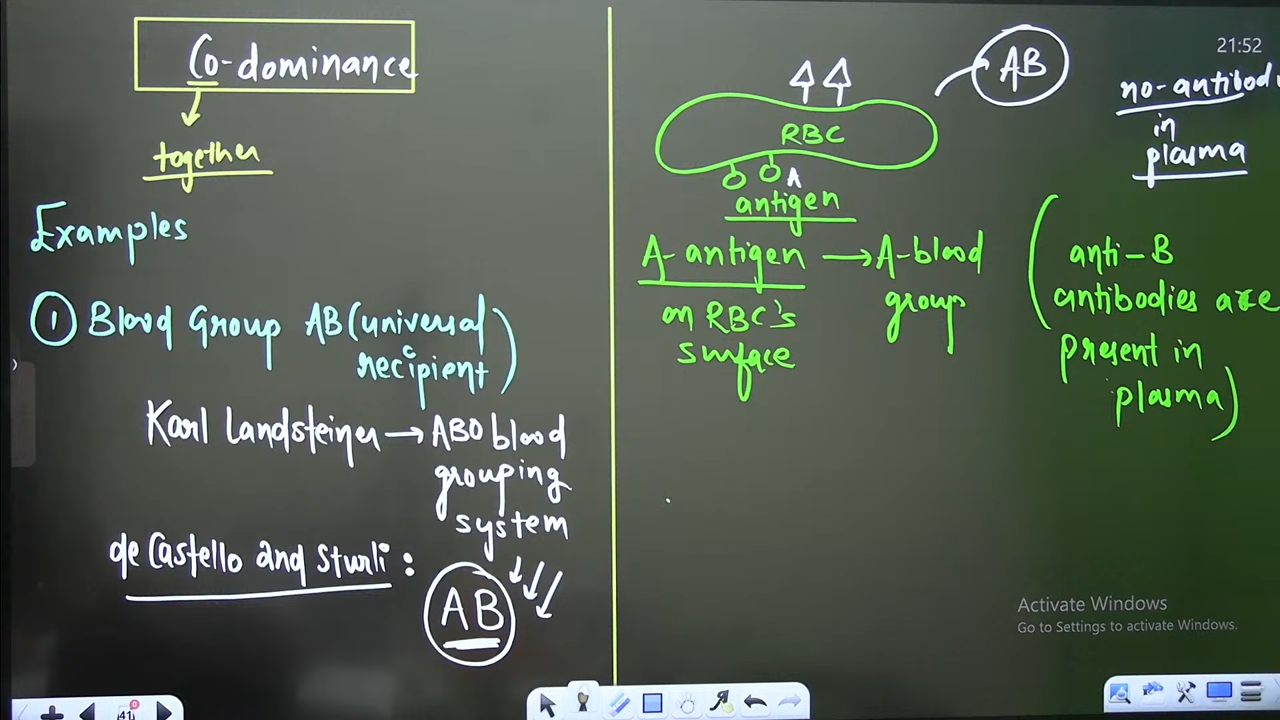 Co-dominance
together
Examples
① Blood Group AB (universal
recipient)
Karl Landsteiner → ABO blood
grouping
system
de Castello and Sturli :
AB
21:52
AB
no-antibodi
in
plasma
RBC
A
antigen
A-antigen → A-blood
group
on RBC's
surface
(anti-B
antibodies are
present in
plasma)
Activate Windows
Go to Settings to activate Windows.
41